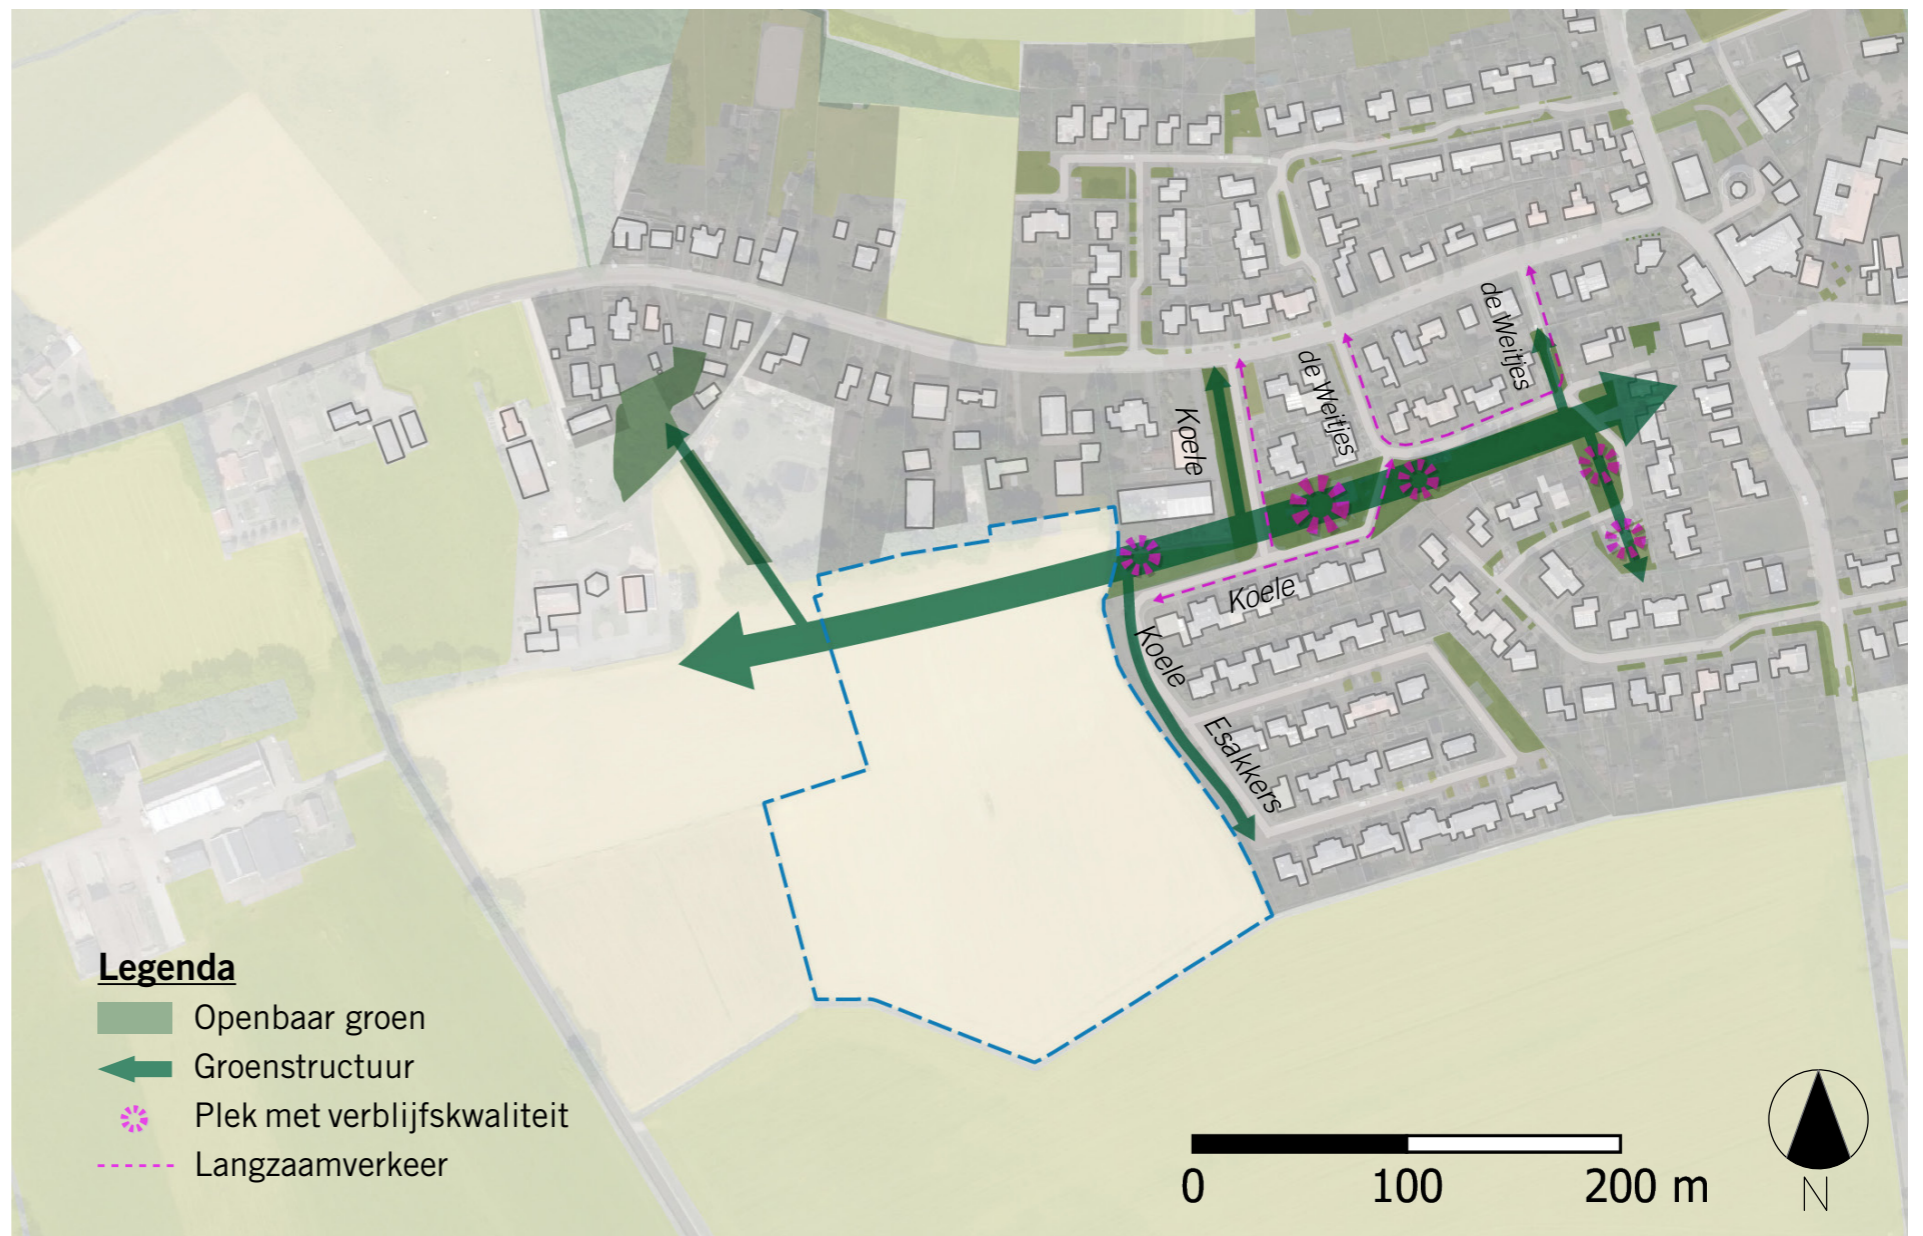 de Weitjes
de Weitjes
Koele
Koele
Koele
Esakkers
Legenda
Openbaar groen
Groenstructuur
Plek met verblijfskwaliteit
Langzaamverkeer
0 100 200 m
N